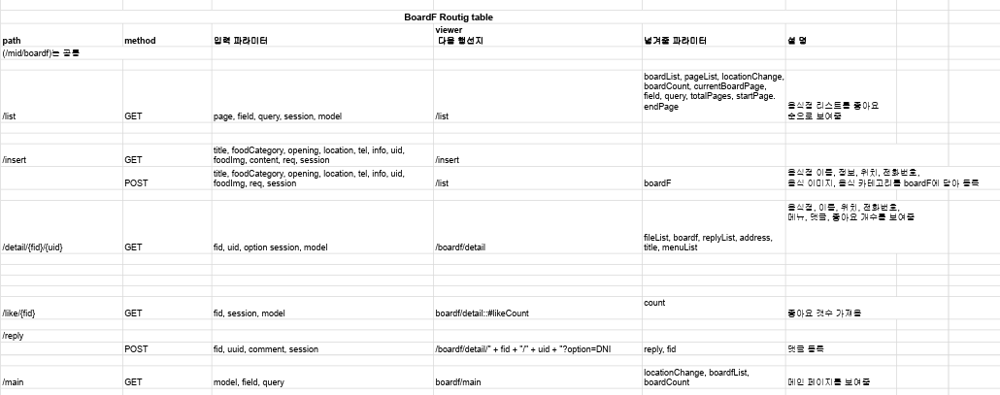 BoardF Routig table
viewer
path method 입력 파라미터 다음 행선지 넘겨줄 파라미터 설 명
(/mid/boardf)는 공통
boardList, pageList, locationChange,
boardCount, currentBoardPage,
field, query, totalPages, startPage.
endPage
음식점 리스트를 좋아요
/list GET page, field, query, session, model /list 순으로 보여줌
title, foodCategory, opening, location, tel, info, uid,
/insert GET foodImg, content, req, session /insert
title, foodCategory, opening, location, tel, info, uid,
음식점 이름, 정보, 위치, 전화번호,
POST foodImg, req, session /list boardF 음식 이미지, 음식 카테고리를 boardF에 담아 등록
음식점, 이름, 위치, 전화번호,
메뉴, 댓글, 좋아요 개수를 보여줌
fileList, boardf, replyList, address,
/detail/{fid}/{uid} GET fid, uid, option session, model /boardf/detail title, menuList
count
/like/{fid} GET fid, session, model boardf/detail::#likeCount 좋아요 갯수 가져옴
/reply
POST fid, uuid, comment, session /boardf/detail/" + fid + "/" + uid + "?option=DNI reply, fid 댓글 등록
locationChange, boardfList,
/main GET model, field, query boardf/main boardCount 메인 페이지를 보여줌